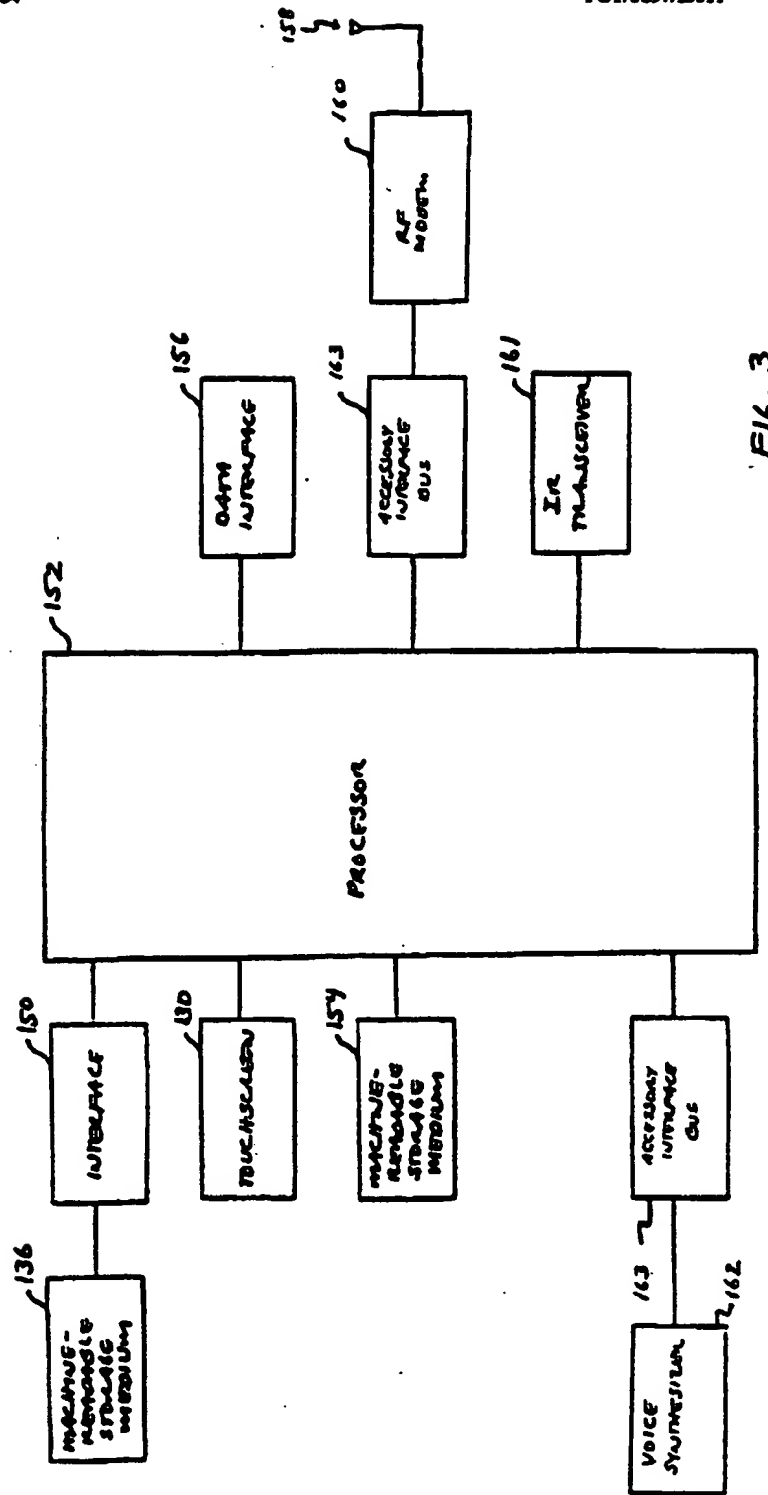 158
160
RF
MODEM
156
DATA
INTERFACE
163
ACCESSORY
INTERFACE
BUS
161
IR
TRANSCEIVER
FIG. 3
152
PROCESSOR
150
INTERFACE
130
TOUCHSCREEN
154
MACHINE-
READABLE
STORAGE
MEDIUM
136
MACHINE-
READABLE
STORAGE
MEDIUM
ACCESSORY
INTERFACE
BUS
163
162
VOICE
SYNTHESIZER